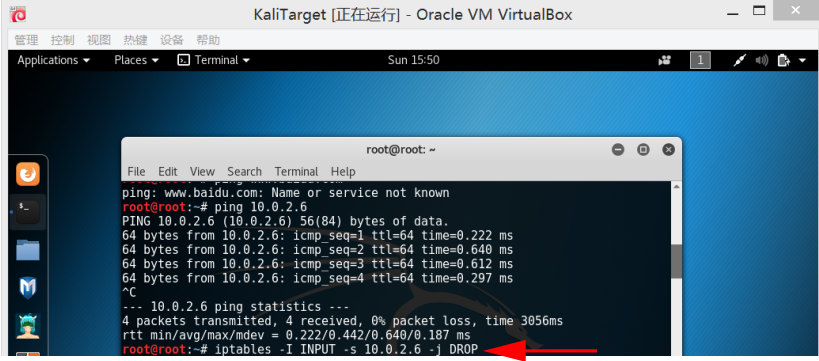 KaliTarget [正在运行] - Oracle VM VirtualBox
管理 控制 视图 热键 设备 帮助
Applications Places Terminal Sun 15:50 1
root@root: ~
File Edit View Search Terminal Help
ping: www.baidu.com: Name or service not known
root@root:~# ping 10.0.2.6
PING 10.0.2.6 (10.0.2.6) 56(84) bytes of data.
64 bytes from 10.0.2.6: icmp_seq=1 ttl=64 time=0.222 ms
64 bytes from 10.0.2.6: icmp_seq=2 ttl=64 time=0.640 ms
64 bytes from 10.0.2.6: icmp_seq=3 ttl=64 time=0.612 ms
64 bytes from 10.0.2.6: icmp_seq=4 ttl=64 time=0.297 ms
^C
--- 10.0.2.6 ping statistics ---
4 packets transmitted, 4 received, 0% packet loss, time 3056ms
rtt min/avg/max/mdev = 0.222/0.442/0.640/0.187 ms
root@root:~# iptables -I INPUT -s 10.0.2.6 -j DROP